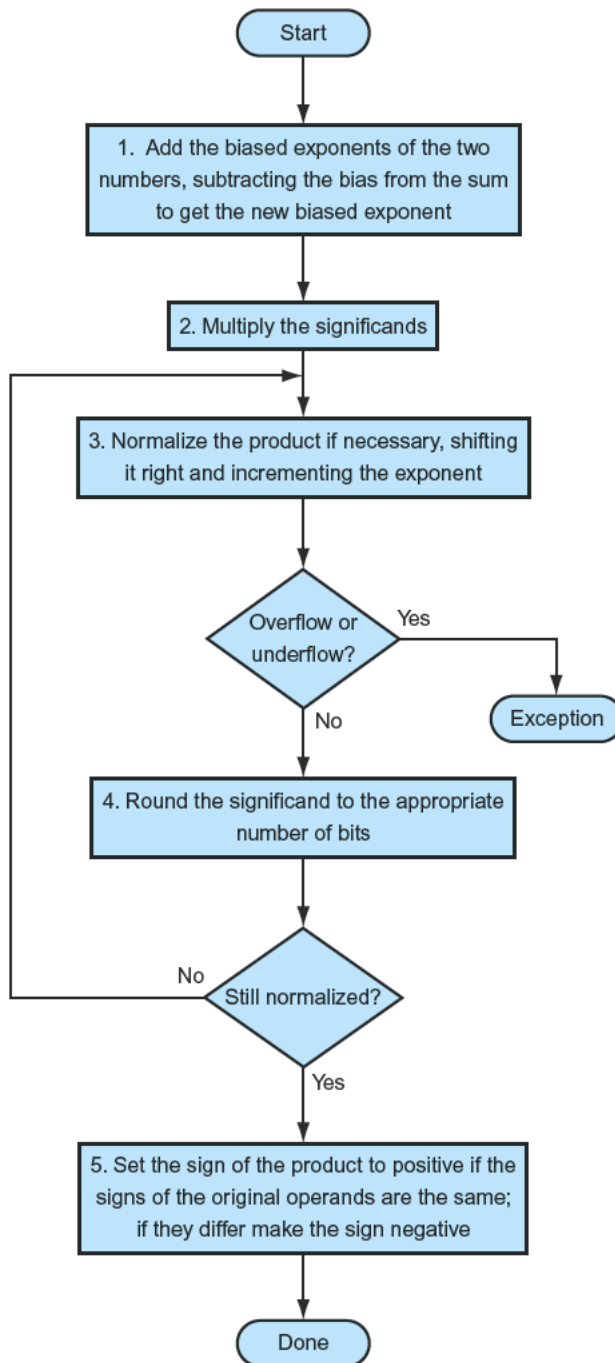 Start
1. Add the biased exponents of the two
numbers, subtracting the bias from the sum
to get the new biased exponent
2. Multiply the significands
3. Normalize the product if necessary, shifting
it right and incrementing the exponent
Overflow or
underflow?
Yes
Exception
No
4. Round the significand to the appropriate
number of bits
No
Still normalized?
Yes
5. Set the sign of the product to positive if the
signs of the original operands are the same;
if they differ make the sign negative
Done